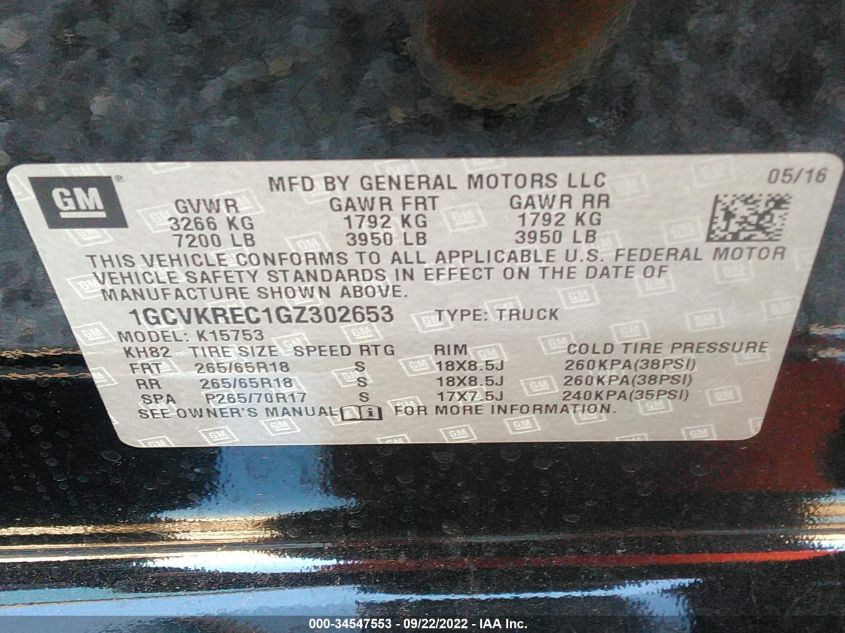 GM ® MFD BY GENERAL MOTORS LLC 05/16
GVWR GAWR FRT GAWR RR
3266 KG 1792 KG 1792 KG
7200 LB 3950 LB 3950 LB
THIS VEHICLE CONFORMS TO ALL APPLICABLE U.S. FEDERAL MOTOR
VEHICLE SAFETY STANDARDS IN EFFECT ON THE DATE OF
MANUFACTURE SHOWN ABOVE.
1GCVKREC1GZ302653 TYPE: TRUCK
MODEL: K15753
KH82 TIRE SIZE SPEED RTG RIM COLD TIRE PRESSURE
FRT 265/65R18 S 18X8.5J 260KPA(38PSI)
RR 265/65R18 S 18X8.5J 260KPA(38PSI)
SPA P265/70R17 S 17X7.5J 240KPA(35PSI)
SEE OWNER'S MANUAL i FOR MORE INFORMATION.
000-34547553 - 09/22/2022 - IAA Inc.